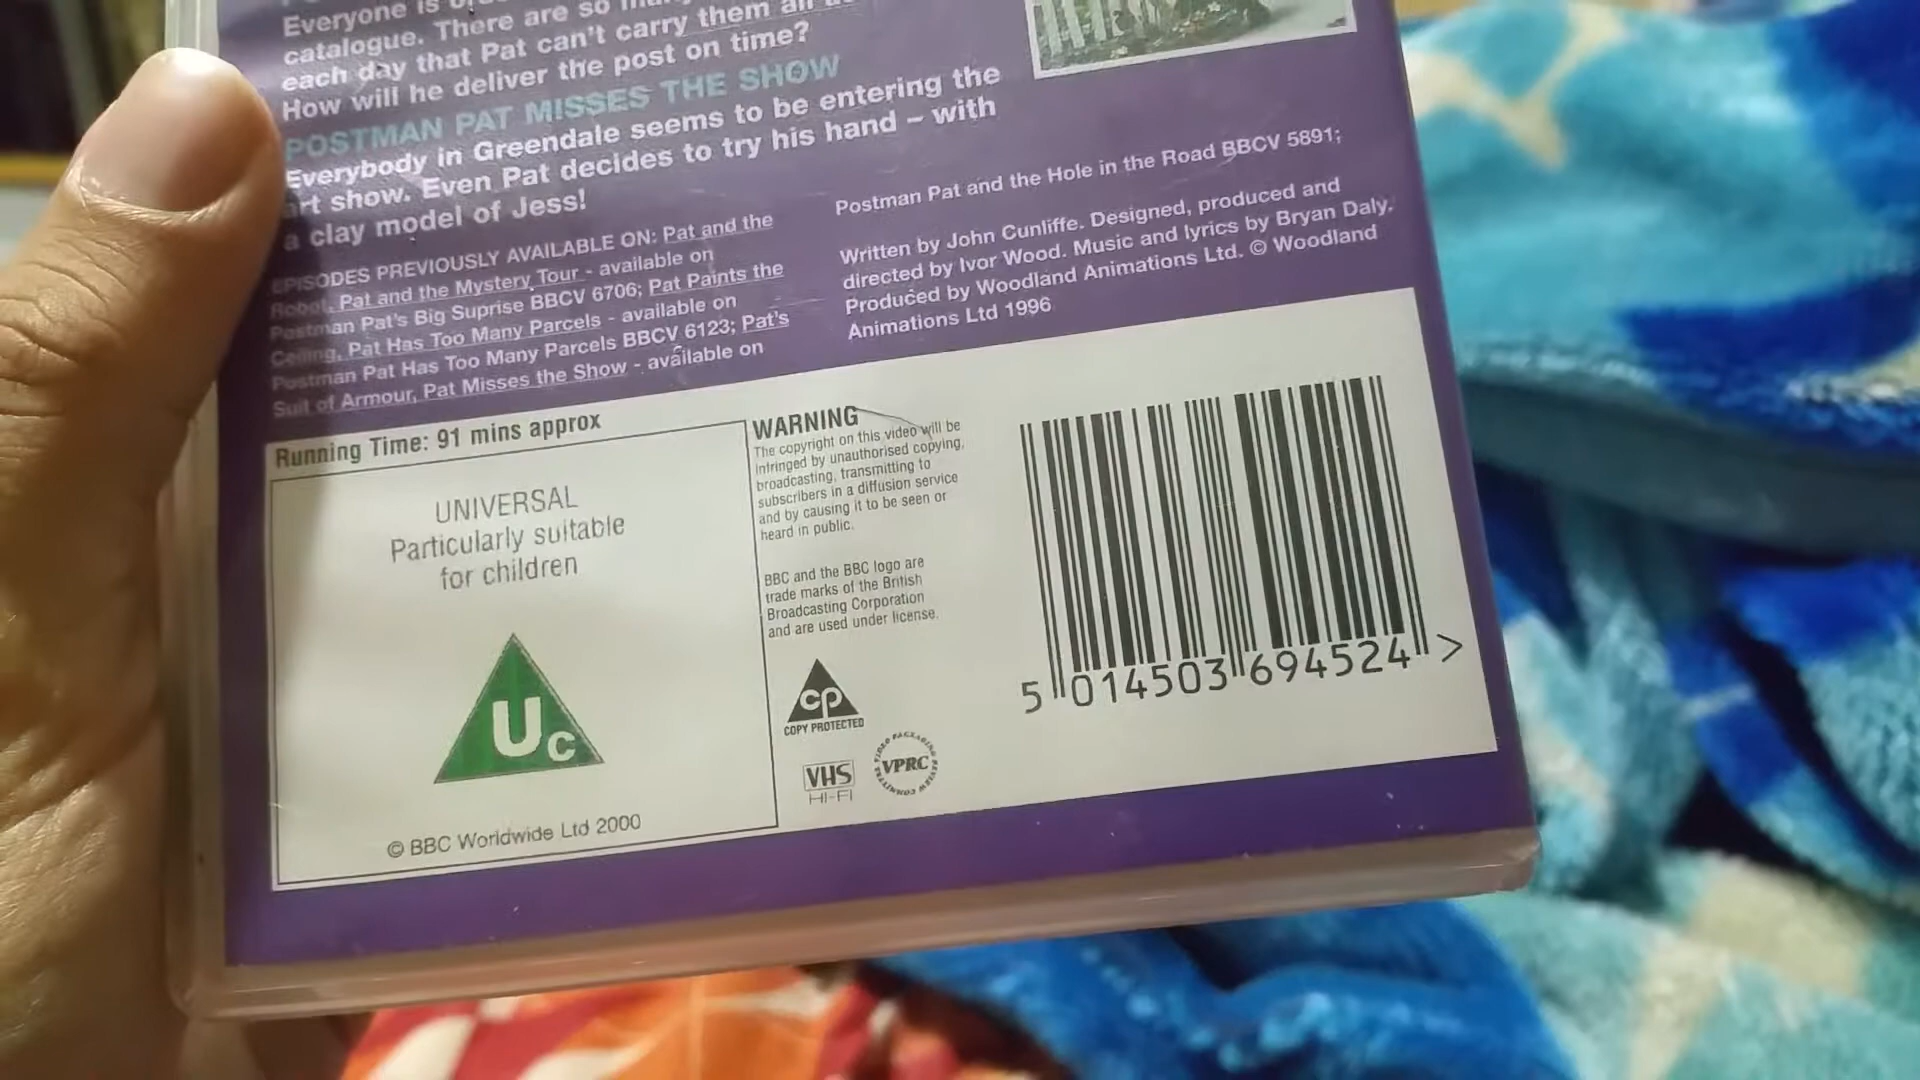 Everyone is
catalogue. There are so
each day that Pat can't carry them all
How will he deliver the post on time?
POSTMAN PAT MISSES THE SHOW
Everybody in Greendale seems to be entering the
art show. Even Pat decides to try his hand – with
a clay model of Jess!
EPISODES PREVIOUSLY AVAILABLE ON: Pat and the
Robot, Pat and the Mystery Tour - available on
Postman Pat's Big Suprise BBCV 6706; Pat Paints the
Ceiling, Pat Has Too Many Parcels - available on
Postman Pat Has Too Many Parcels BBCV 6123; Pat's
Suit of Armour, Pat Misses the Show - available on
Postman Pat and the Hole in the Road BBCV 5891;
Written by John Cunliffe. Designed, produced and
directed by Ivor Wood. Music and lyrics by Bryan Daly.
Produced by Woodland Animations Ltd. © Woodland
Animations Ltd 1996
Running Time: 91 mins approx
UNIVERSAL
Particularly suitable
for children
Uc
© BBC Worldwide Ltd 2000
WARNING
The copyright on this video will be
infringed by unauthorised copying,
broadcasting, transmitting to
subscribers in a diffusion service
and by causing it to be seen or
heard in public.
BBC and the BBC logo are
trade marks of the British
Broadcasting Corporation
and are used under license.
cp
COPY PROTECTED
VHS
HI-FI
VIDEO PACKAGING REVIEW COMMITTEE
VPRC
5 014503 694524 >